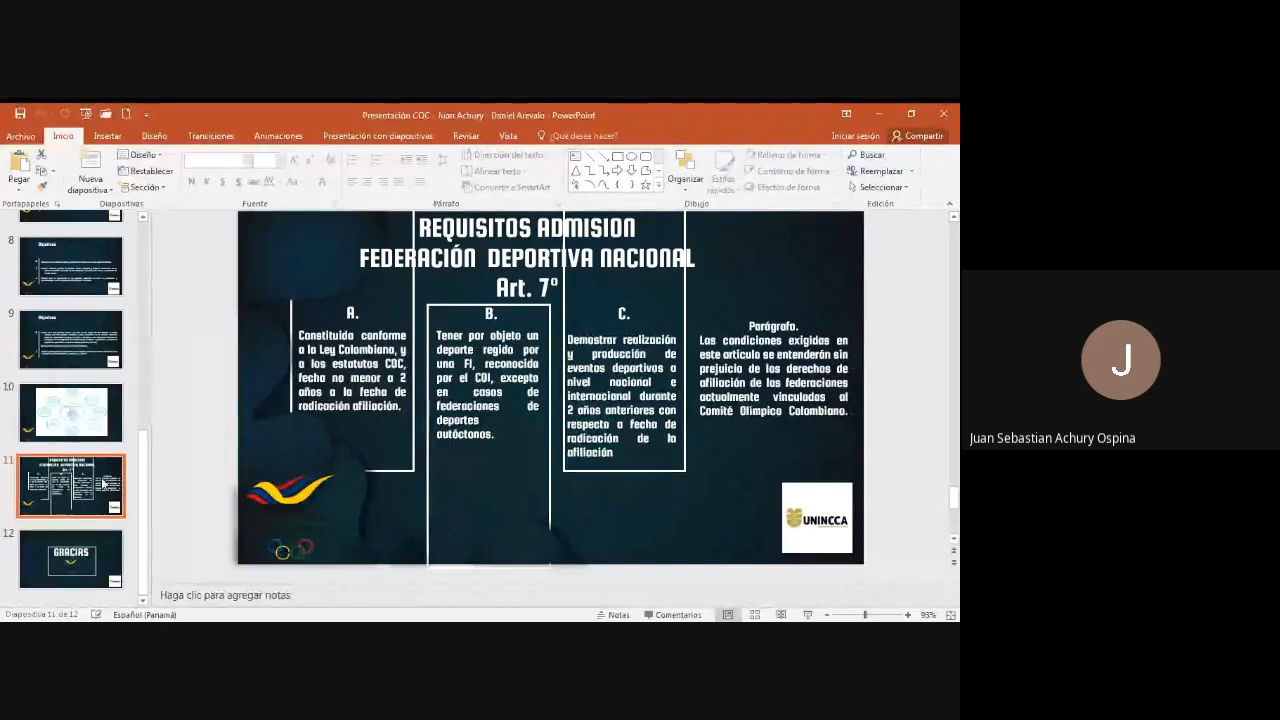 Presentación COC - Juan Achury - Daniel Arevalo - PowerPoint
Archivo
Inicio
Insertar
Diseño
Transiciones
Animaciones
Presentación con diapositivas
Revisar
Vista
¿Qué desea hacer?
Iniciar sesión
Compartir
Pegar
Nueva
diapositiva
Diseño
Restablecer
Sección
Dirección del texto
Alinear texto
Convertir a SmartArt
Organizar
Estilos
rápidos
Relleno de forma
Contorno de forma
Efectos de forma
Buscar
Reemplazar
Seleccionar
Portapapeles
Diapositivas
Fuente
Párrafo
Dibujo
Edición
8
9
10
11
12
GRACIAS
REQUISITOS ADMISION
FEDERACIÓN DEPORTIVA NACIONAL
Art. 7º
A.
Constituida conforme
a la Ley Colombiana, y
a los estatutos COC,
fecha no menor a 2
años a la fecha de
radicación afiliación.
B.
Tener por objeto un
deporte regido por
una FI, reconocida
por el COI, excepto
en casos de
federaciones de
deportes
autóctonos.
C.
Demostrar realización
y producción de
eventos deportivos a
nivel nacional e
internacional durante
2 años anteriores con
respecto a fecha de
radicación de la
afiliación
Parágrafo.
Las condiciones exigidas en
este articulo se entenderán sin
prejuicio de los derechos de
afiliación de las federaciones
actualmente vinculadas al
Comité Olímpico Colombiano.
UNINCCA
Haga clic para agregar notas
Diapositiva 11 de 12
Español (Panamá)
Notas
Comentarios
93%
J
Juan Sebastian Achury Ospina